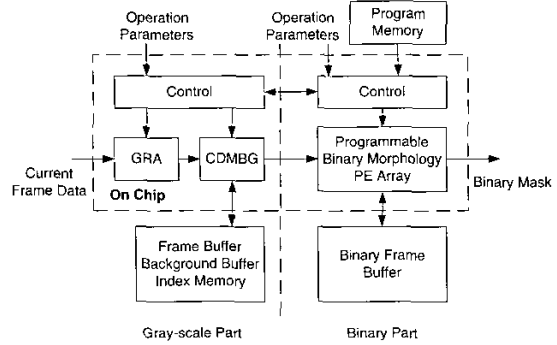 Operation
Parameters
Operation
Parameters
Program
Memory
Control
Control
GRA
CDMBG
Programmable
Binary Morphology
PE Array
Current
Frame Data
On Chip
Binary Mask
Frame Buffer
Background Buffer
Index Memory
Binary Frame
Buffer
Gray-scale Part
Binary Part